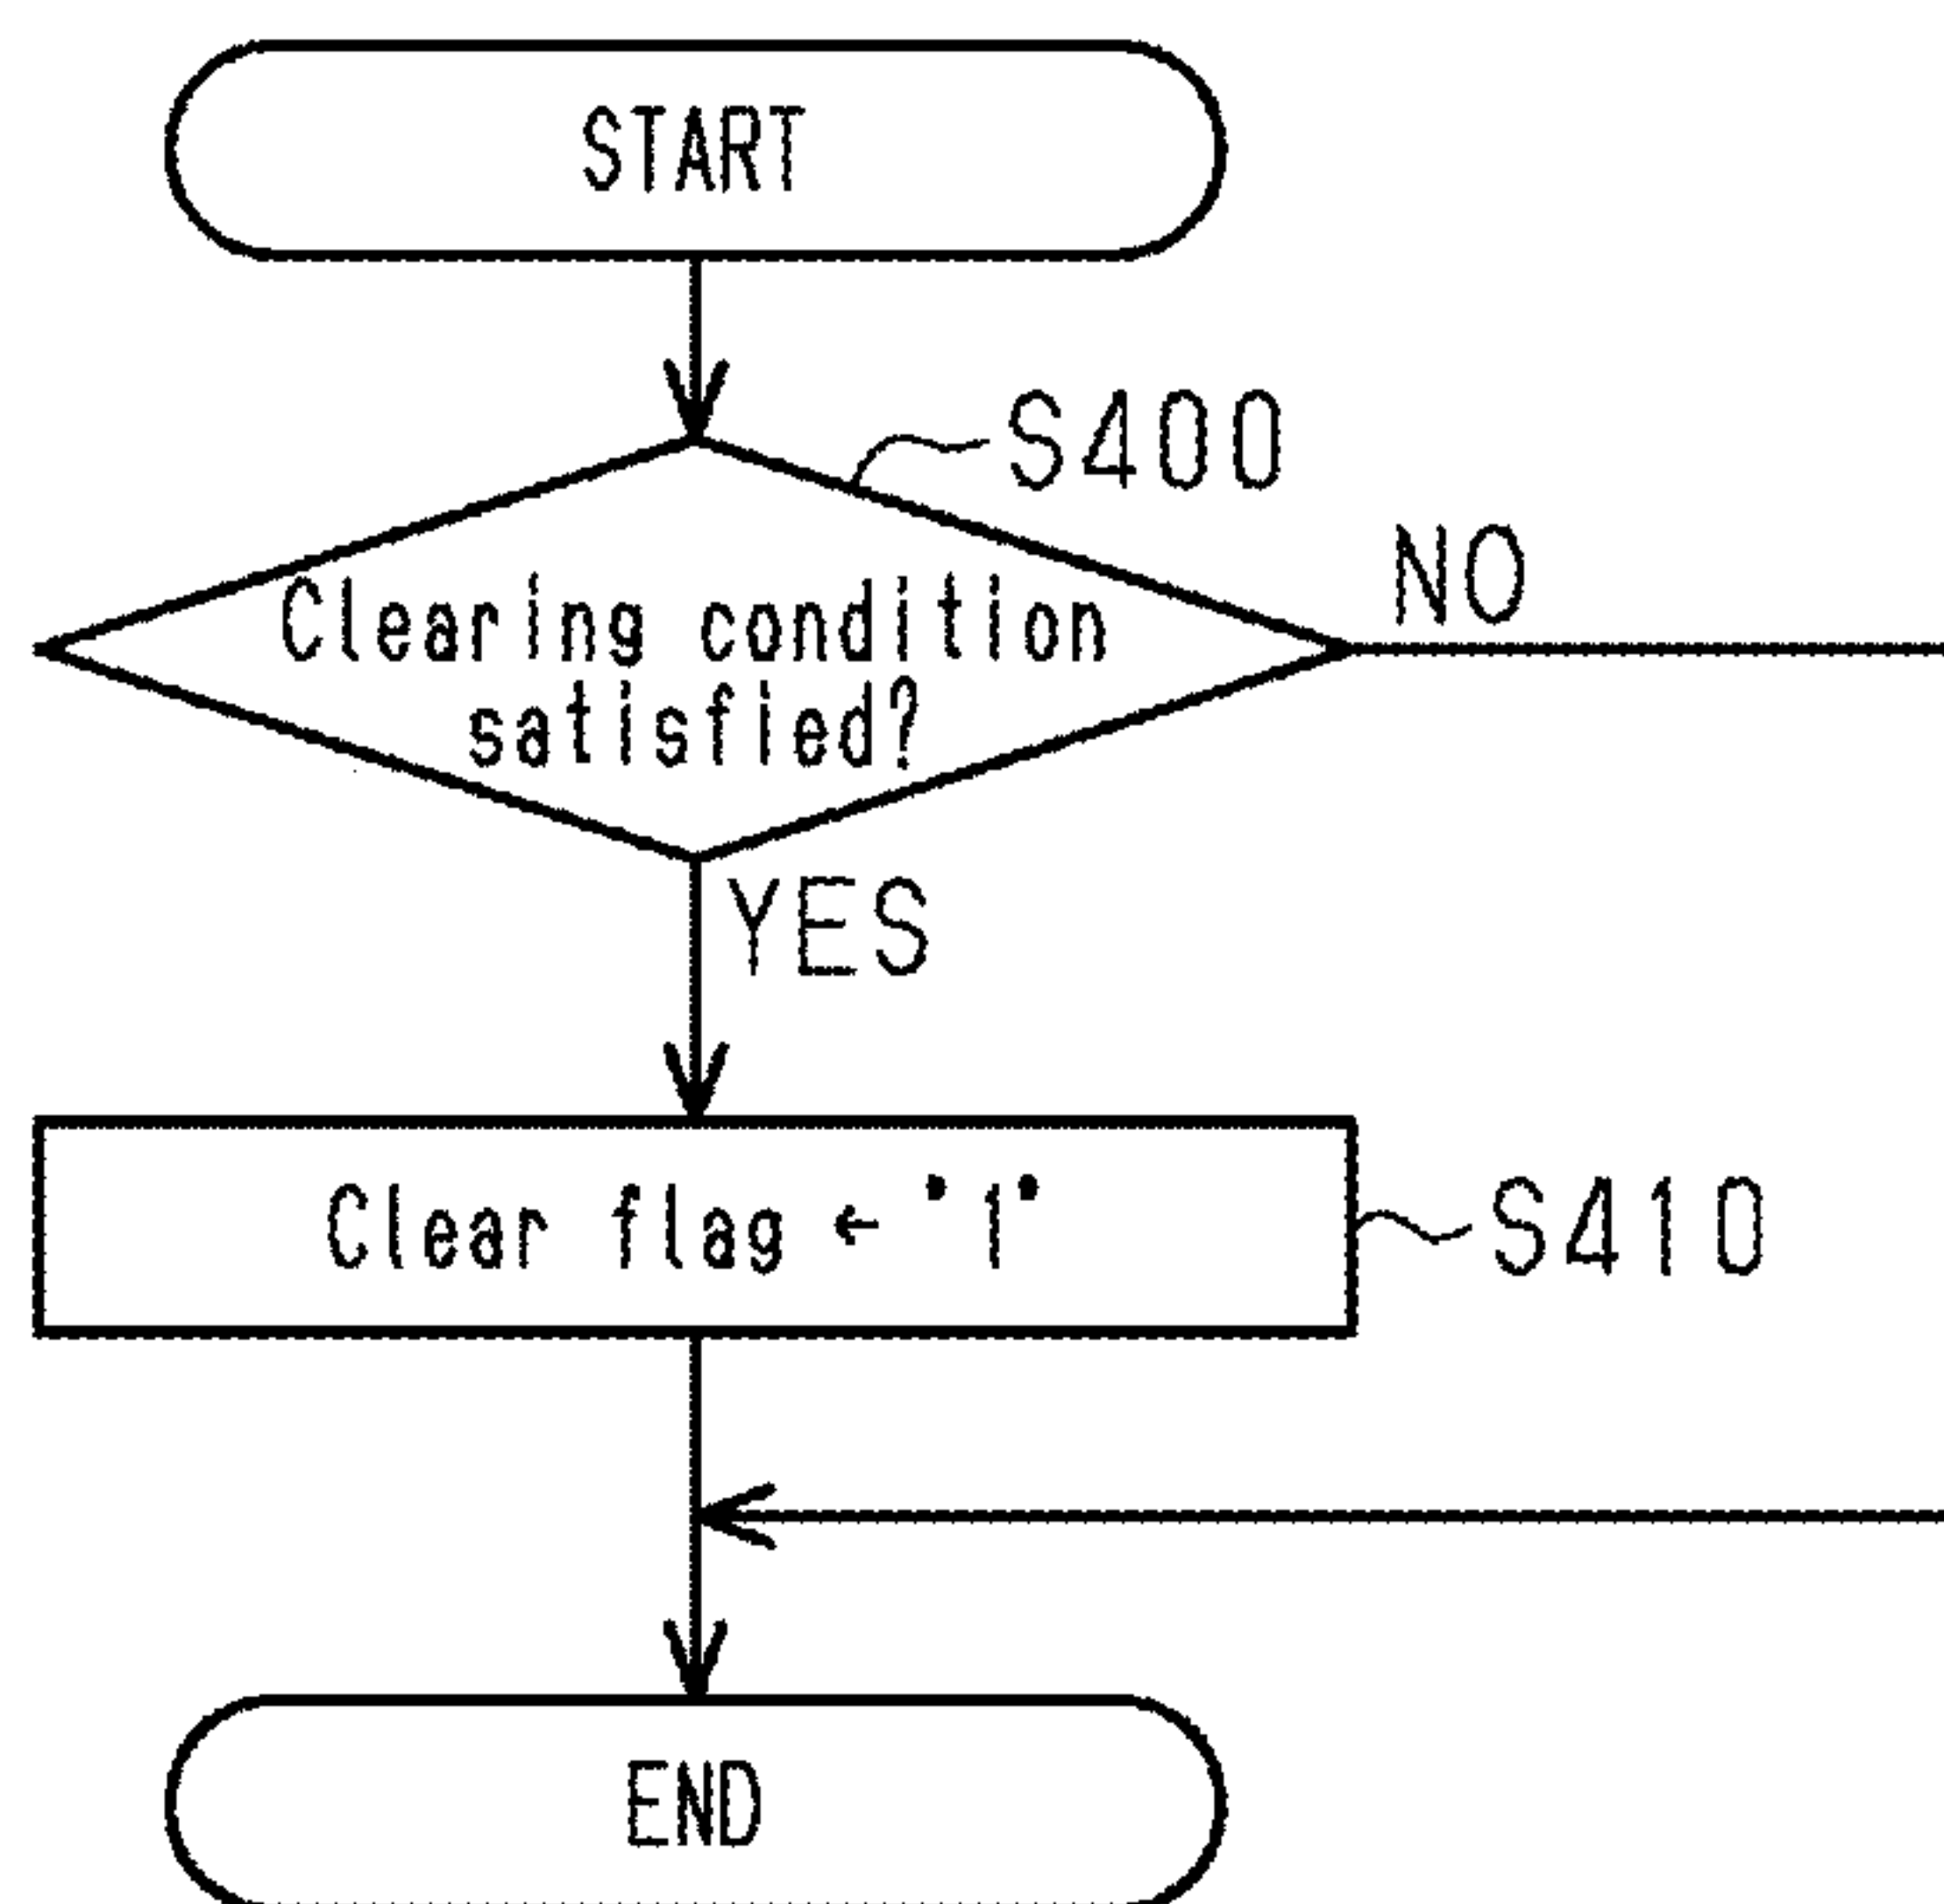 START
S400
NO
Clearing condition
satisfied?
YES
Clear flag ← "1"
S410
END